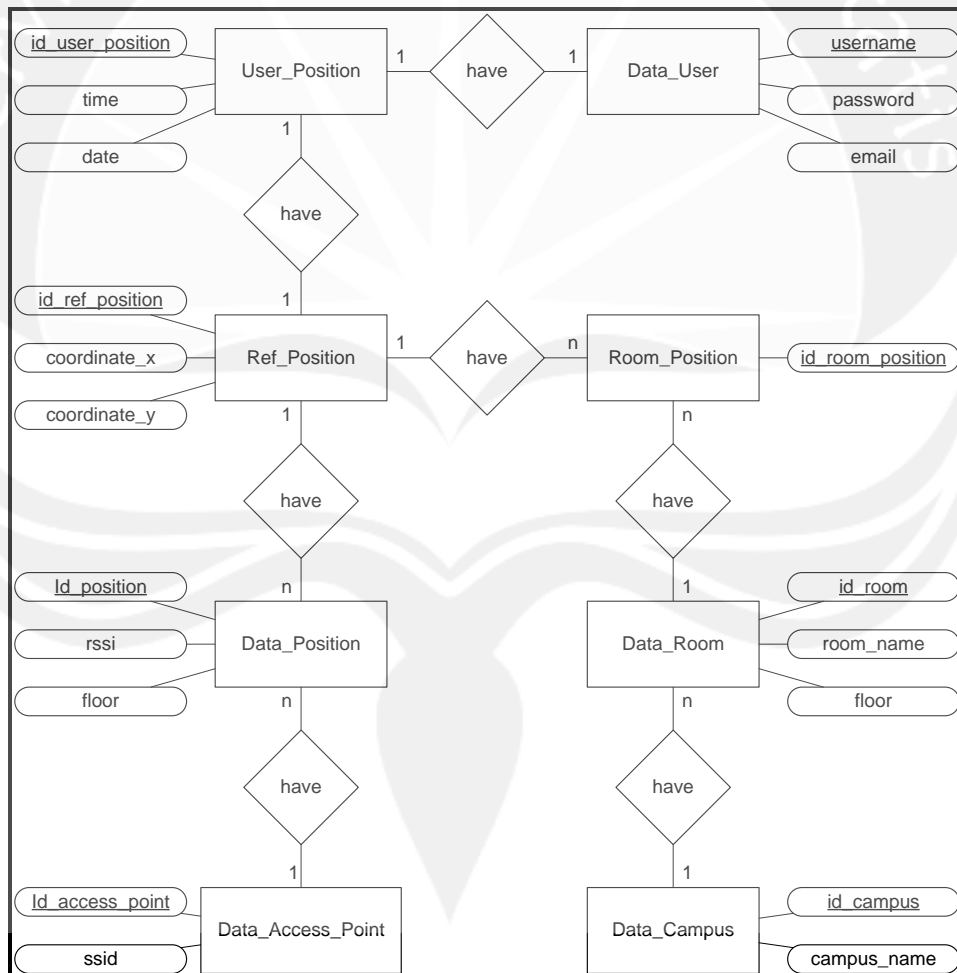 id_user_position
User_Position
1
have
1
Data_User
username
time
password
date
email
1
have
1
id_ref_position
coordinate_x
Ref_Position
1
have
n
Room_Position
id_room_position
coordinate_y
1
n
have
have
n
1
Id_position
id_room
rssi
Data_Position
Data_Room
room_name
floor
floor
n
n
have
have
1
1
Id_access_point
Data_Access_Point
Data_Campus
id_campus
ssid
campus_name